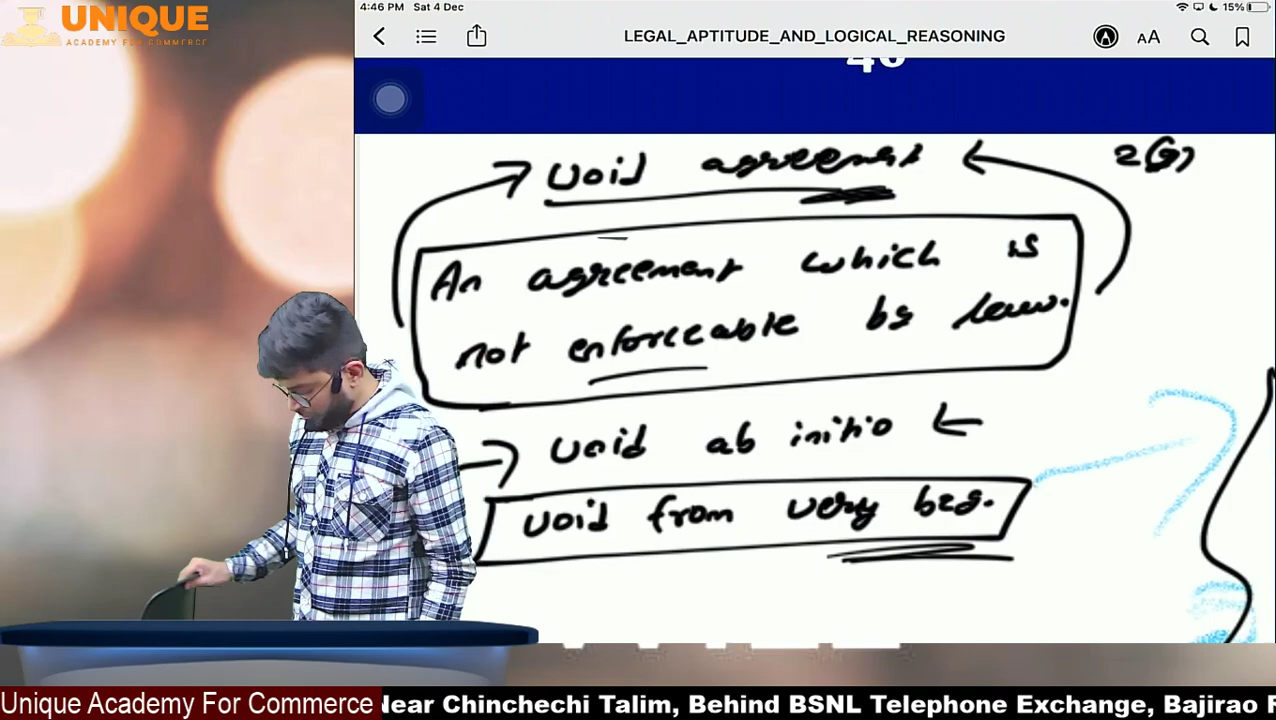 UNIQUE
ACADEMY FOR COMMERCE
4:46 PM Sat 4 Dec
15%
LEGAL_APTITUDE_AND_LOGICAL_REASONING
AA
void agreement
2(g)
An agreement which is
not enforceable by law.
void ab initio
void from very beg.
Unique Academy For Commerce
Near Chinchechi Talim, Behind BSNL Telephone Exchange, Bajirao